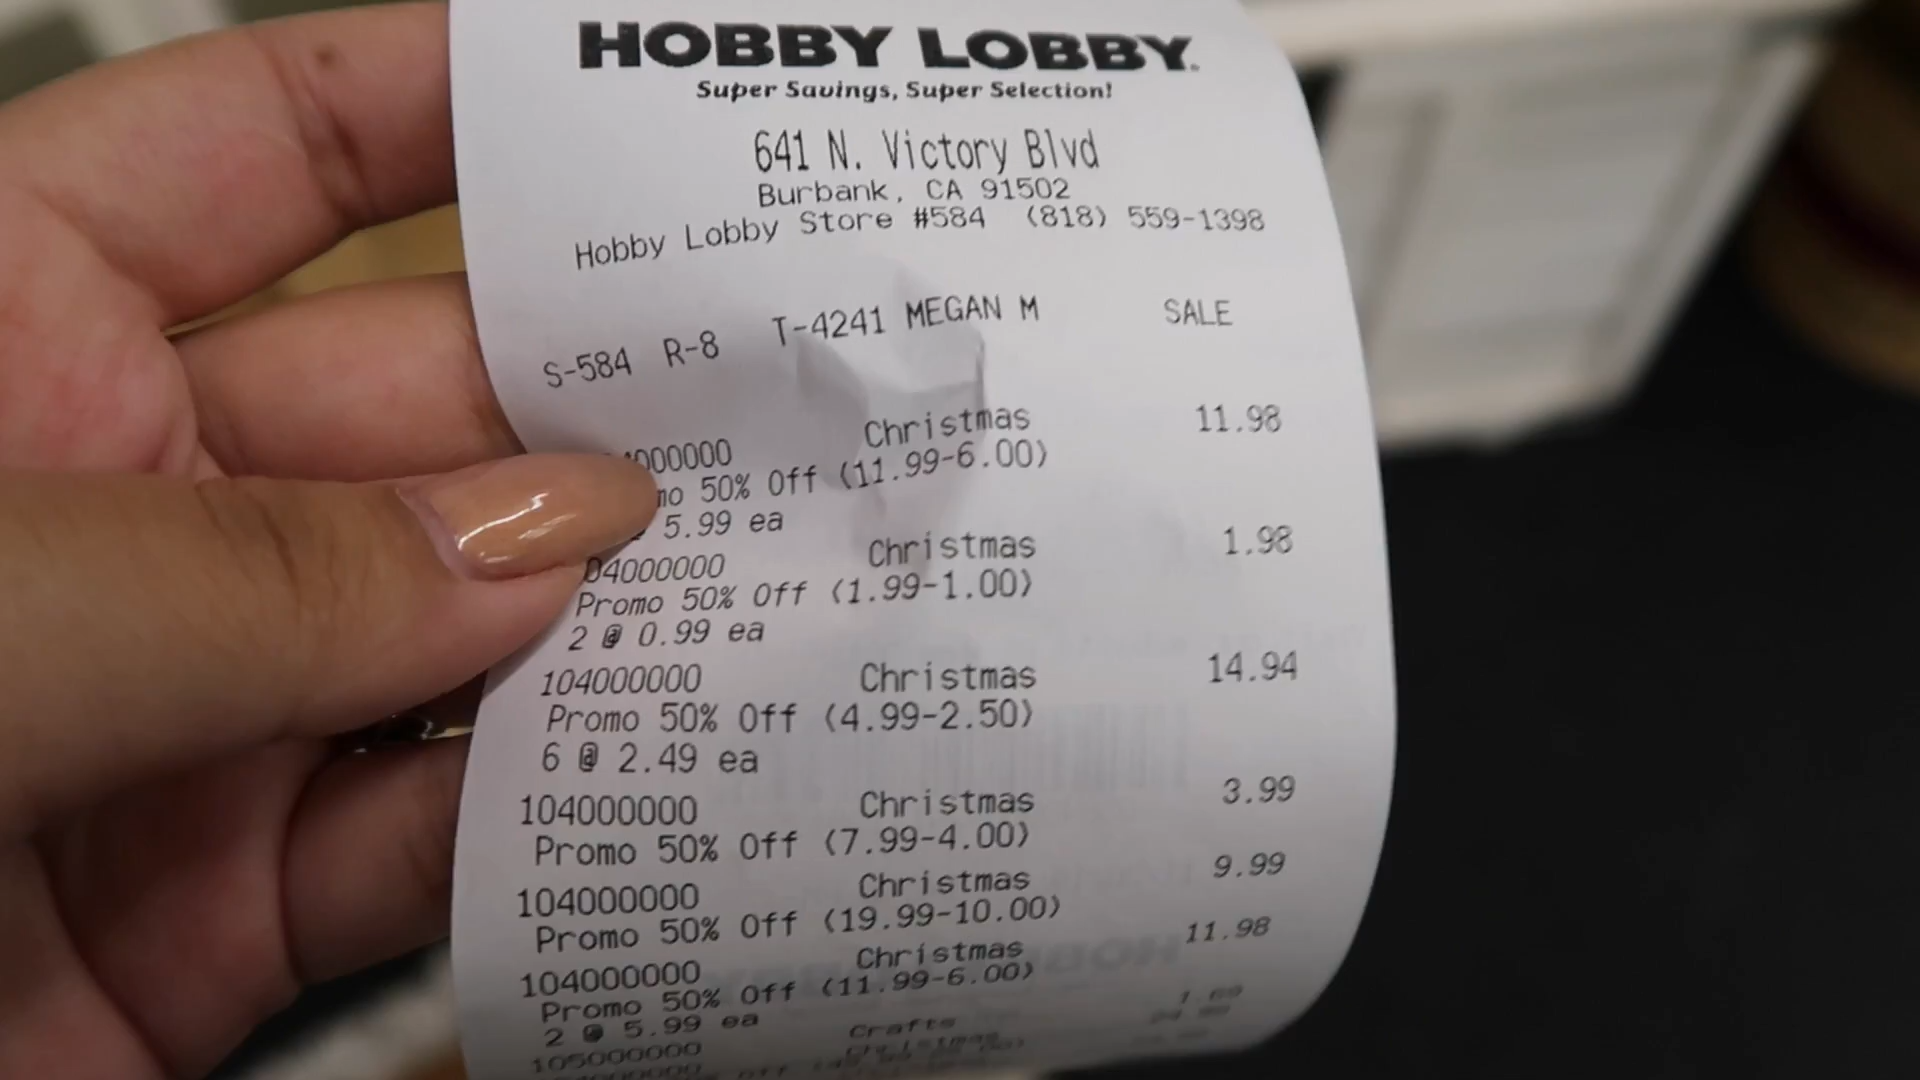 HOBBY LOBBY.
Super Savings, Super Selection!
641 N. Victory Blvd
Burbank, CA 91502
Hobby Lobby Store #584 (818) 559-1398
S-584 R-8 T-4241 MEGAN M SALE
000000 Christmas 11.98
50% Off (11.99-6.00)
5.99 ea
04000000 Christmas 1.98
Promo 50% Off (1.99-1.00)
2 @ 0.99 ea
104000000 Christmas 14.94
Promo 50% Off (4.99-2.50)
6 @ 2.49 ea
104000000 Christmas 3.99
Promo 50% Off (7.99-4.00)
104000000 Christmas 9.99
Promo 50% Off (19.99-10.00)
104000000 Christmas 11.98
Promo 50% Off (11.99-6.00)
2 @ 5.99 ea
105000000 Crafts
Christmas